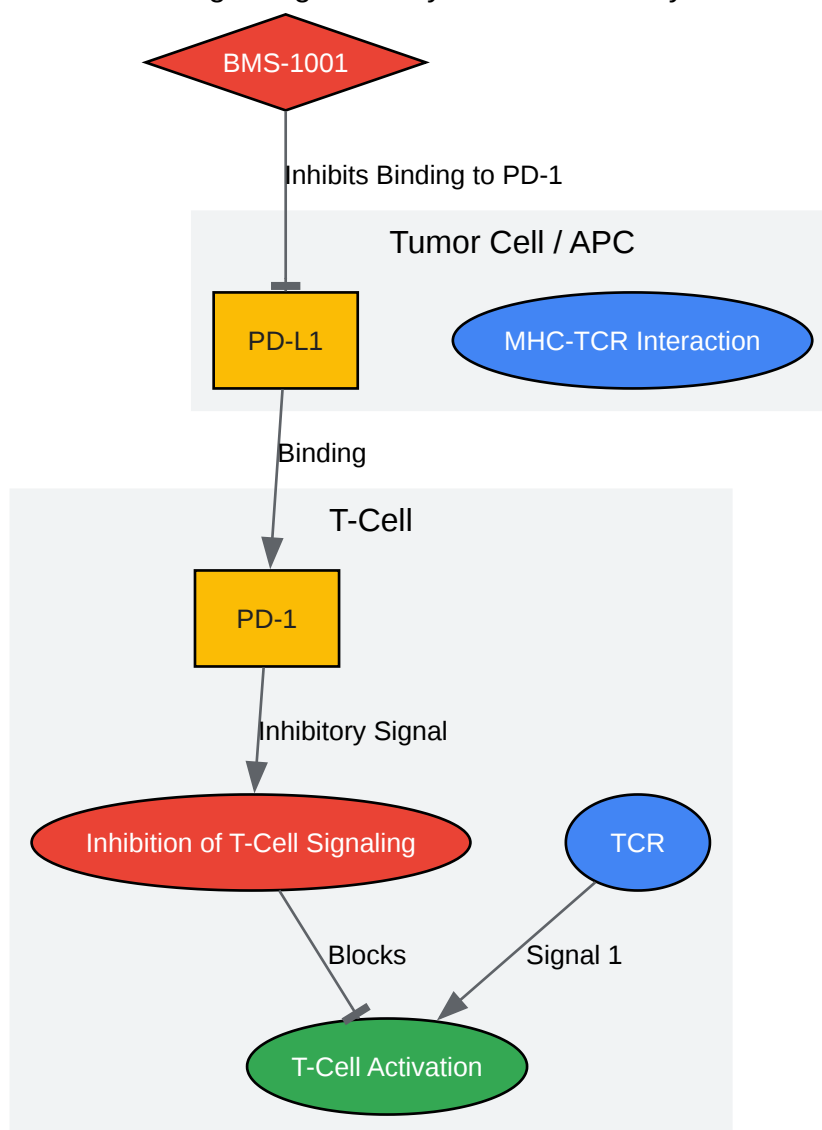 BMS-1001
Inhibits Binding to PD-1
Tumor Cell / APC
PD-L1
MHC-TCR Interaction
Binding
T-Cell
PD-1
Inhibitory Signal
Inhibition of T-Cell Signaling
TCR
Blocks
Signal 1
T-Cell Activation